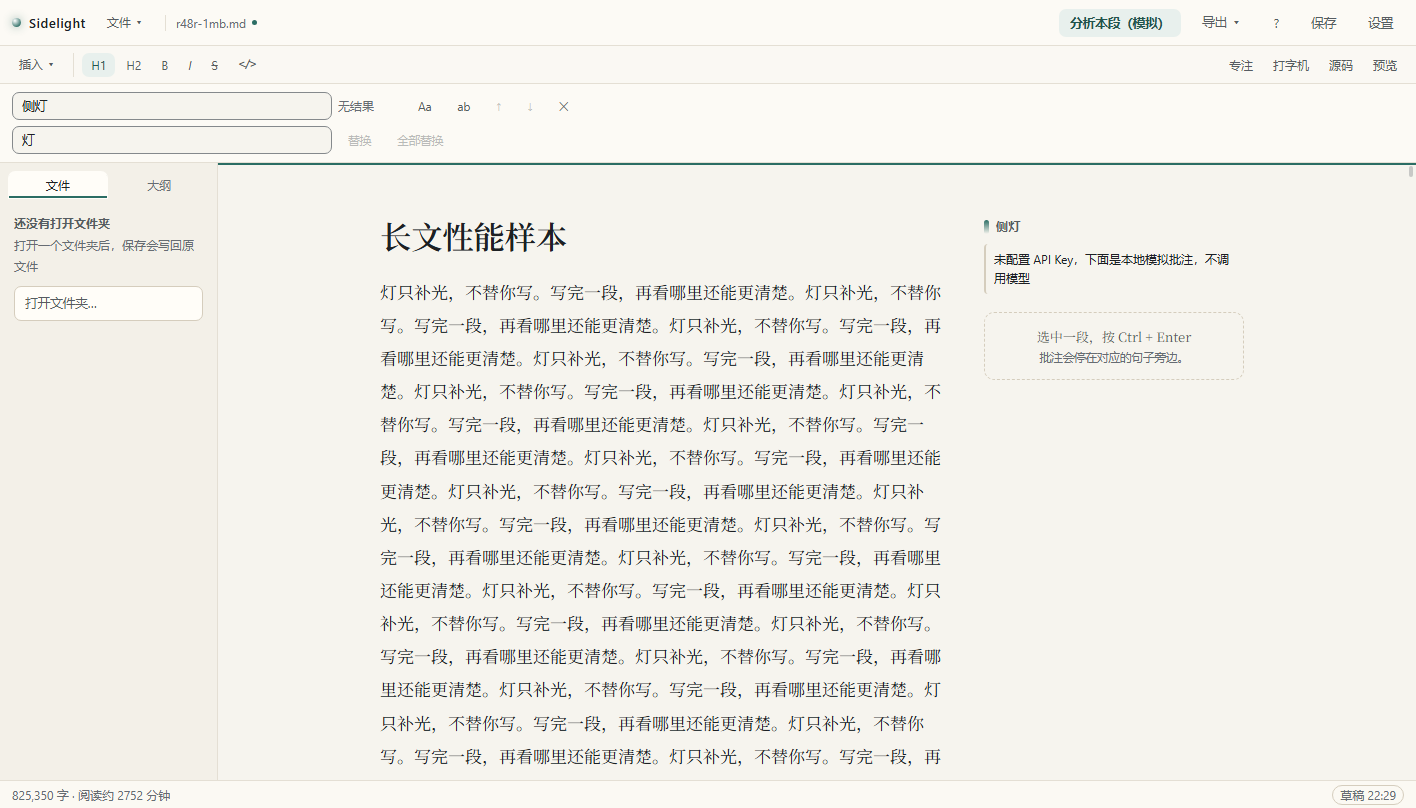 Sidelight 文件 r48r-1mb.md 分析本段（模拟） 导出 ? 保存 设置
插入 H1 H2 B I S </> 专注 打字机 源码 预览
侧灯 无结果 Aa ab ↑ ↓ ×
灯 替换 全部替换
文件 大纲
还没有打开文件夹
打开一个文件夹后，保存会写回原
文件
打开文件夹...
长文性能样本
灯只补光，不替你写。写完一段，再看哪里还能更清楚。灯只补光，不替你
写。写完一段，再看哪里还能更清楚。灯只补光，不替你写。写完一段，再
看哪里还能更清楚。灯只补光，不替你写。写完一段，再看哪里还能更清
楚。灯只补光，不替你写。写完一段，再看哪里还能更清楚。灯只补光，不
替你写。写完一段，再看哪里还能更清楚。灯只补光，不替你写。写完一
段，再看哪里还能更清楚。灯只补光，不替你写。写完一段，再看哪里还能
更清楚。灯只补光，不替你写。写完一段，再看哪里还能更清楚。灯只补
光，不替你写。写完一段，再看哪里还能更清楚。灯只补光，不替你写。写
完一段，再看哪里还能更清楚。灯只补光，不替你写。写完一段，再看哪里
还能更清楚。灯只补光，不替你写。写完一段，再看哪里还能更清楚。灯只
补光，不替你写。写完一段，再看哪里还能更清楚。灯只补光，不替你写。
写完一段，再看哪里还能更清楚。灯只补光，不替你写。写完一段，再看哪
里还能更清楚。灯只补光，不替你写。写完一段，再看哪里还能更清楚。灯
只补光，不替你写。写完一段，再看哪里还能更清楚。灯只补光，不替你
写。写完一段，再看哪里还能更清楚。灯只补光，不替你写。写完一段，再
侧灯
未配置 API Key，下面是本地模拟批注，不调
用模型
选中一段，按 Ctrl + Enter
批注会停在对应的句子旁边。
825,350 字 · 阅读约 2752 分钟 草稿 22:29